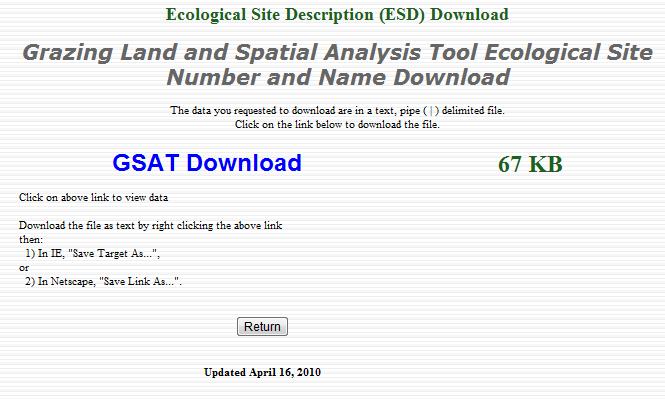 Ecological Site Description (ESD) Download
Grazing Land and Spatial Analysis Tool Ecological Site
Number and Name Download
The data you requested to download are in a text, pipe ( | ) delimited file.
Click on the link below to download the file.
GSAT Download 67 KB
Click on above link to view data
Download the file as text by right clicking the above link
then:
1) In IE, "Save Target As...",
or
2) In Netscape, "Save Link As...".
Return
Updated April 16, 2010